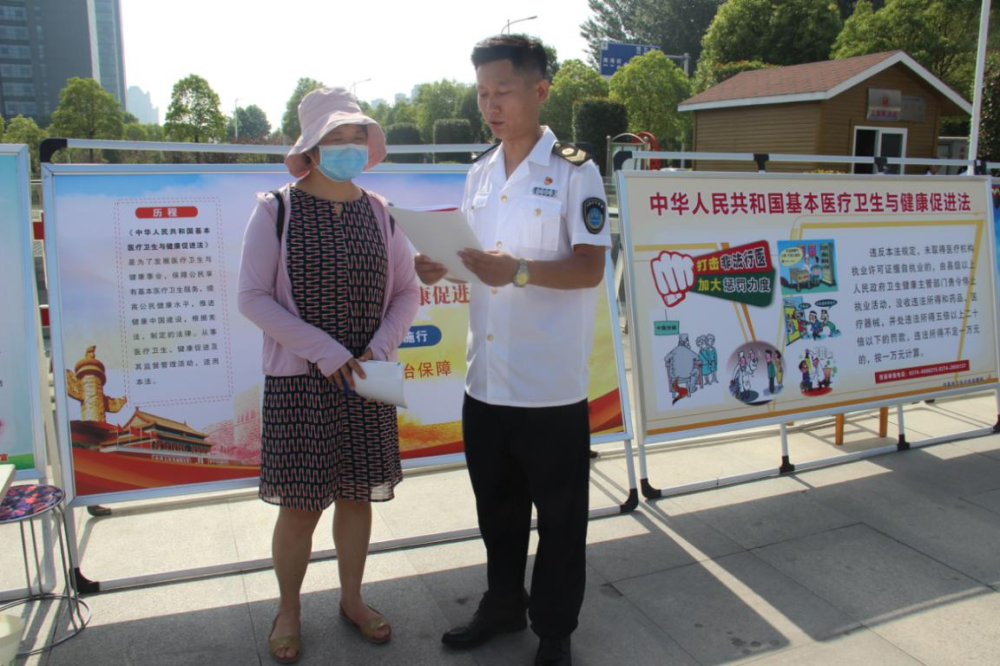 历程
《中华人民共和国基本
医疗卫生与健康促进法》
是为了发展医疗卫生与
健康事业，保障公民享
有基本医疗卫生服务，提
高公民健康水平，推进
健康中国建设，根据宪
法，制定的法律。从事
医疗卫生、健康促进及
其监督管理活动，适用
本法。
康促进
施行
治保障
中华人民共和国基本医疗卫生与健康促进法
打击非法行医
加大惩罚力度
违反本法规定，未取得医疗机构
执业许可证擅自执业的，由县级以上
人民政府卫生健康主管部门责令停止
执业活动，没收违法所得和药品、医
疗器械，并处违法所得五倍以上二十
倍以下的罚款，违法所得不足一万元
的，按一万元计算。